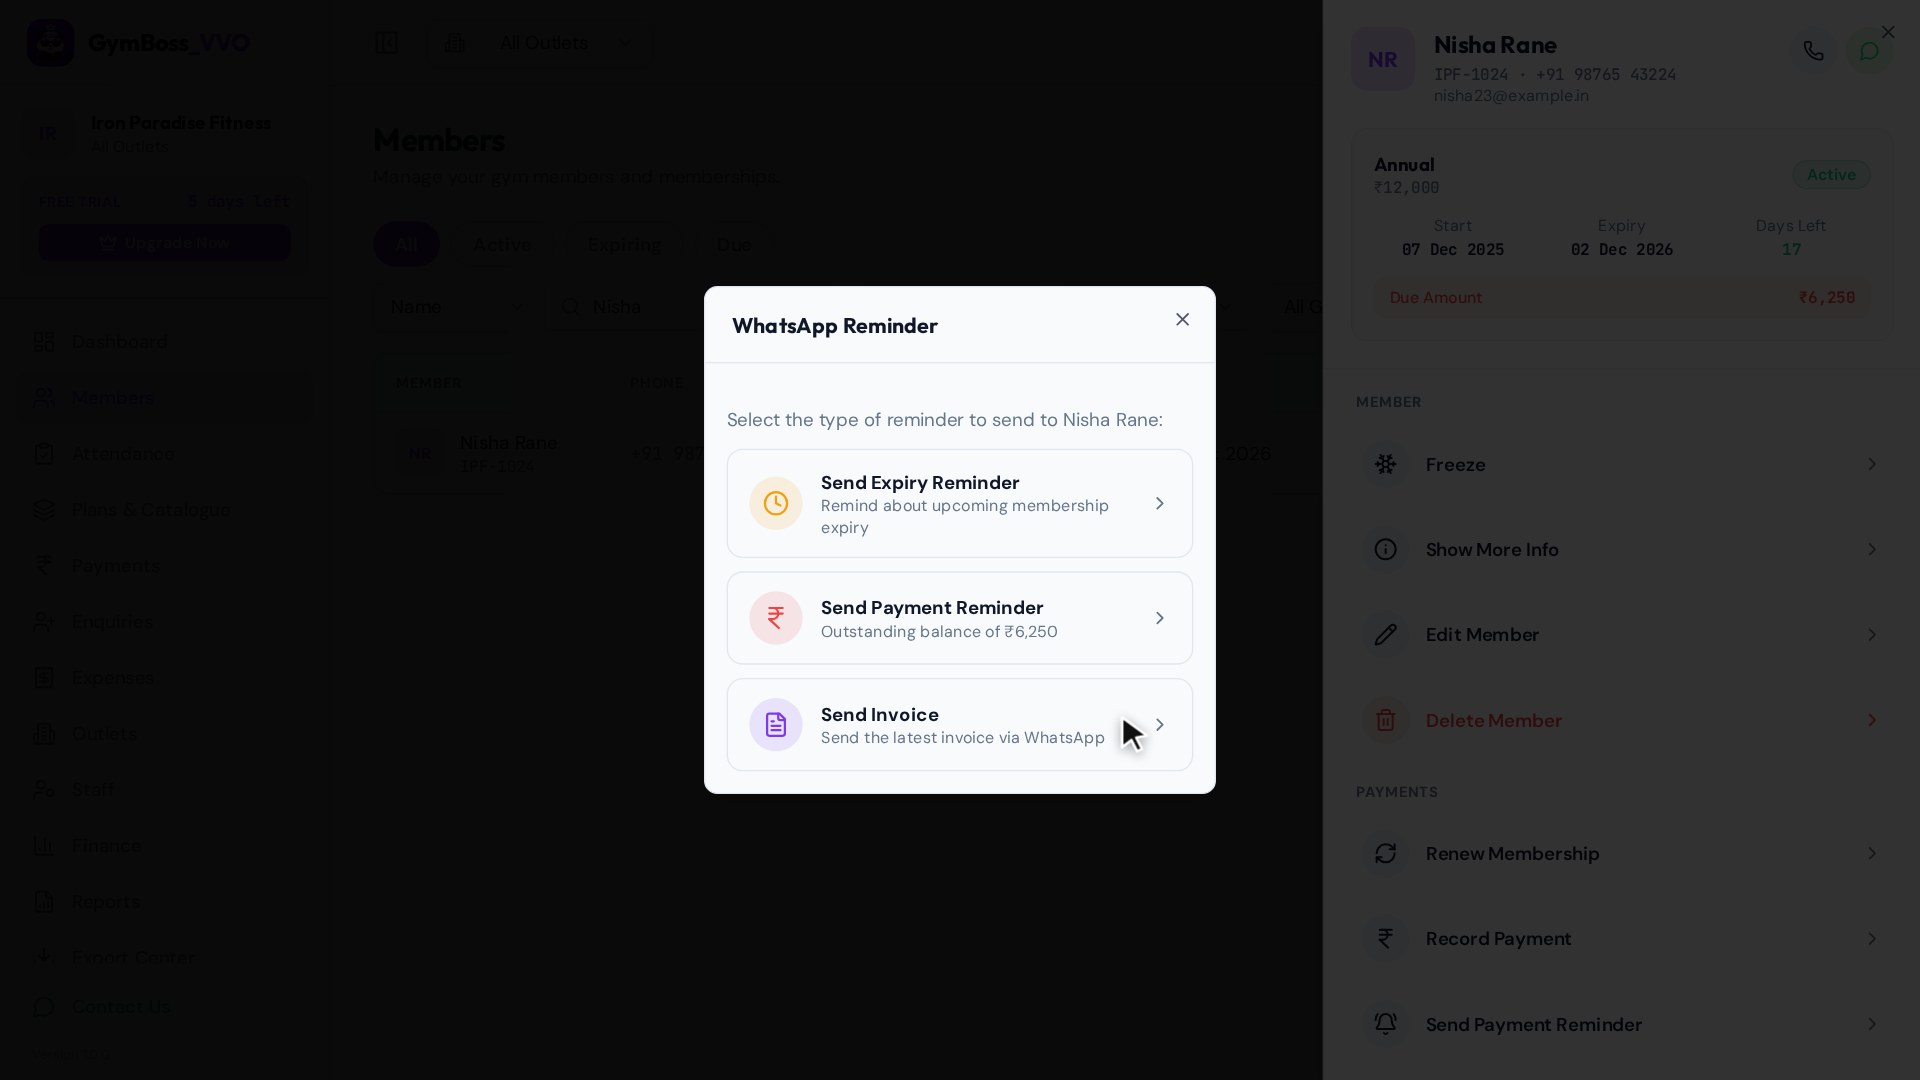 GymBoss_VVO
All Outlets
IR
Iron Paradise Fitness
All Outlets
FREE TRIAL
5 days left
Upgrade Now
Dashboard
Members
Attendance
Plans & Catalogue
Payments
Enquiries
Expenses
Outlets
Staff
Finance
Reports
Export Center
Contact Us
Members
Manage your gym members and memberships.
All
Active
Expiring
Due
Name
Nisha
All G
MEMBER
PHONE
NR
Nisha Rane
IPF-1024
+91 987
2026
WhatsApp Reminder
Select the type of reminder to send to Nisha Rane:
Send Expiry Reminder
Remind about upcoming membership
expiry
Send Payment Reminder
Outstanding balance of ₹6,250
Send Invoice
Send the latest invoice via WhatsApp
NR
Nisha Rane
IPF-1024 · +91 98765 43224
nisha23@example.in
Annual
₹12,000
Active
Start
Expiry
Days Left
07 Dec 2025
02 Dec 2026
17
Due Amount
₹6,250
MEMBER
Freeze
Show More Info
Edit Member
Delete Member
PAYMENTS
Renew Membership
Record Payment
Send Payment Reminder